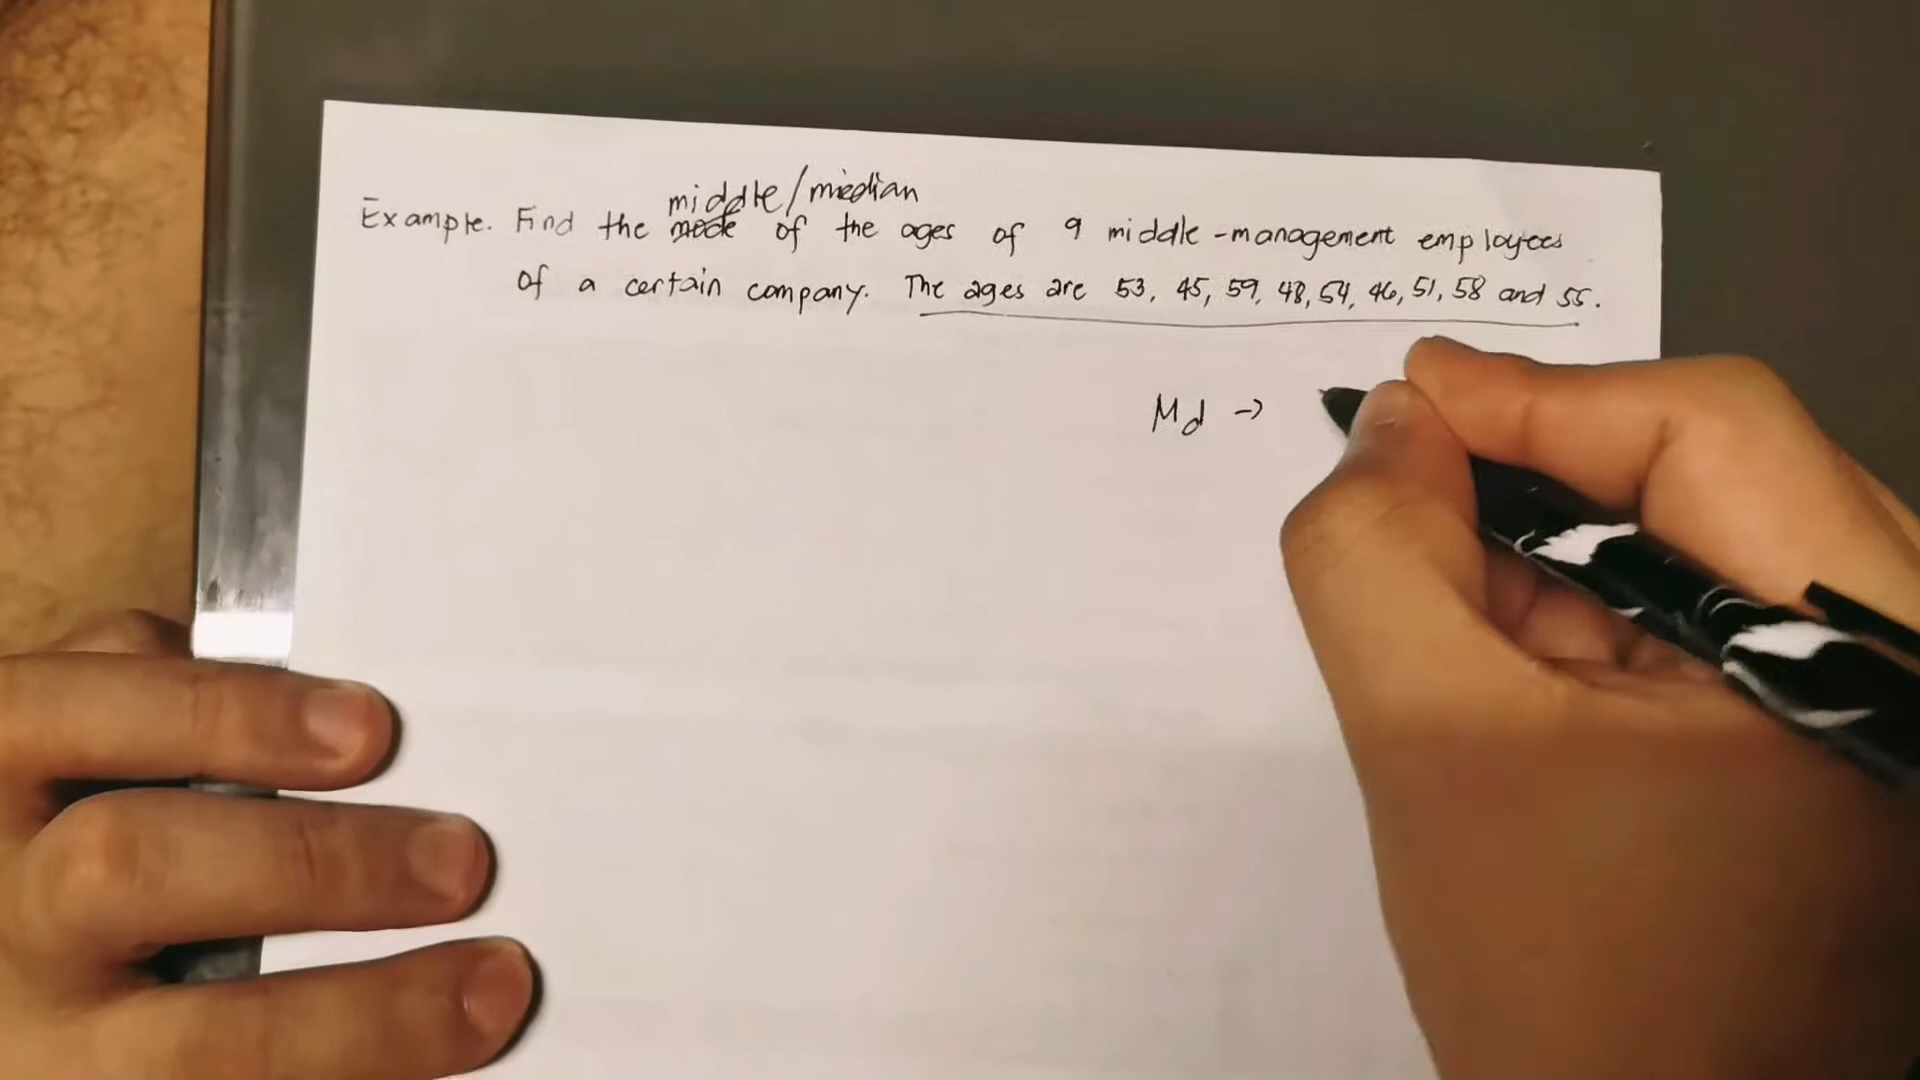 middle/median
Example. Find the mode of the ages of 9 middle-management employees
of a certain company. The ages are 53, 45, 59, 48, 54, 46, 51, 58 and 55.
Md →